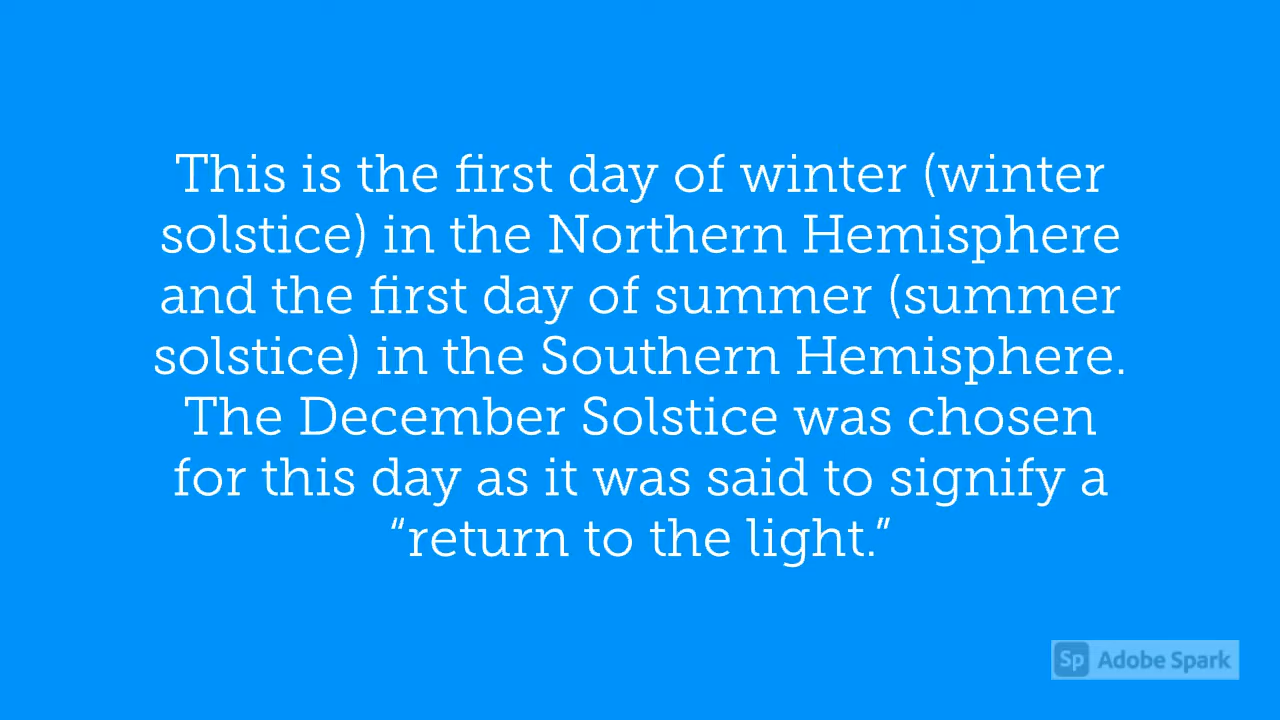 This is the first day of winter (winter
solstice) in the Northern Hemisphere
and the first day of summer (summer
solstice) in the Southern Hemisphere.
The December Solstice was chosen
for this day as it was said to signify a
“return to the light.”
Sp Adobe Spark